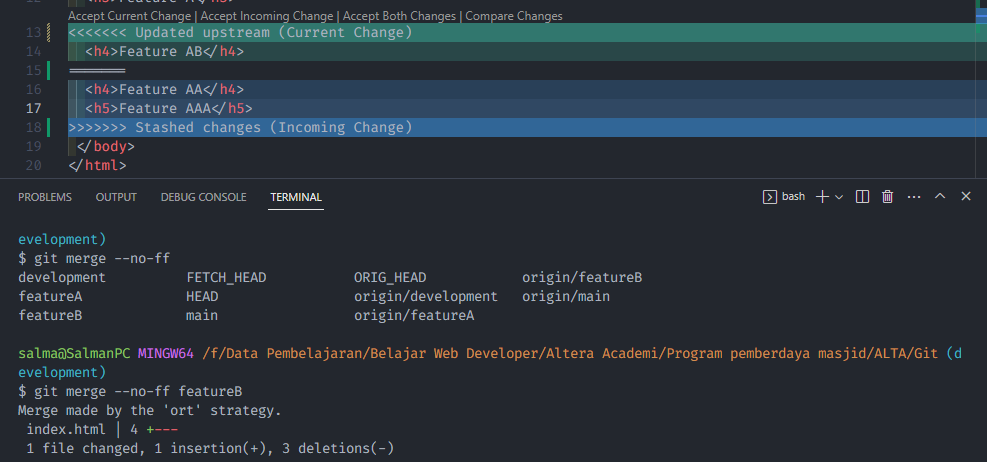 12 <h3>Feature A</h3>
Accept Current Change | Accept Incoming Change | Accept Both Changes | Compare Changes
13 <<<<<<< Updated upstream (Current Change)
14 <h4>Feature AB</h4>
15 =======
16 <h4>Feature AA</h4>
17 <h5>Feature AAA</h5>
18 >>>>>>> Stashed changes (Incoming Change)
19 </body>
20 </html>
PROBLEMS OUTPUT DEBUG CONSOLE TERMINAL bash
evelopment)
$ git merge --no-ff
development FETCH_HEAD ORIG_HEAD origin/featureB
featureA HEAD origin/development origin/main
featureB main origin/featureA
salma@SalmanPC MINGW64 /f/Data Pembelajaran/Belajar Web Developer/Altera Academi/Program pemberdaya masjid/ALTA/Git (d
evelopment)
$ git merge --no-ff featureB
Merge made by the 'ort' strategy.
index.html | 4 +---
1 file changed, 1 insertion(+), 3 deletions(-)